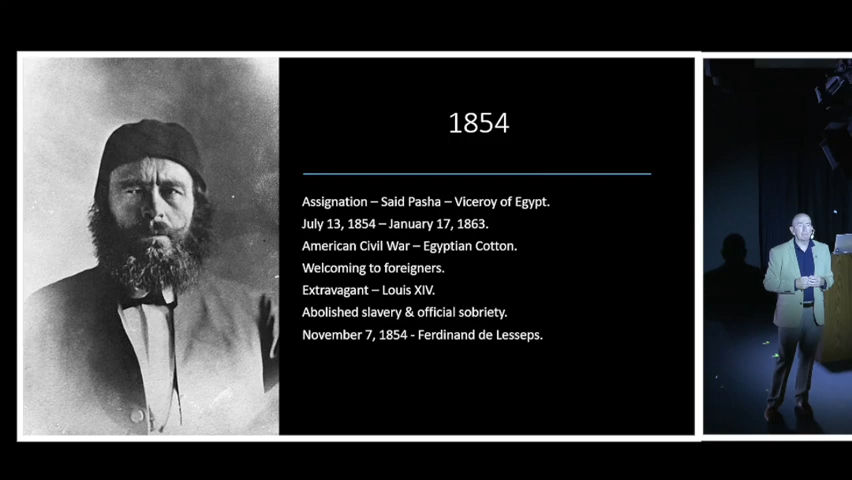 1854
Assignation – Said Pasha – Viceroy of Egypt.
July 13, 1854 – January 17, 1863.
American Civil War – Egyptian Cotton.
Welcoming to foreigners.
Extravagant – Louis XIV.
Abolished slavery & official sobriety.
November 7, 1854 - Ferdinand de Lesseps.